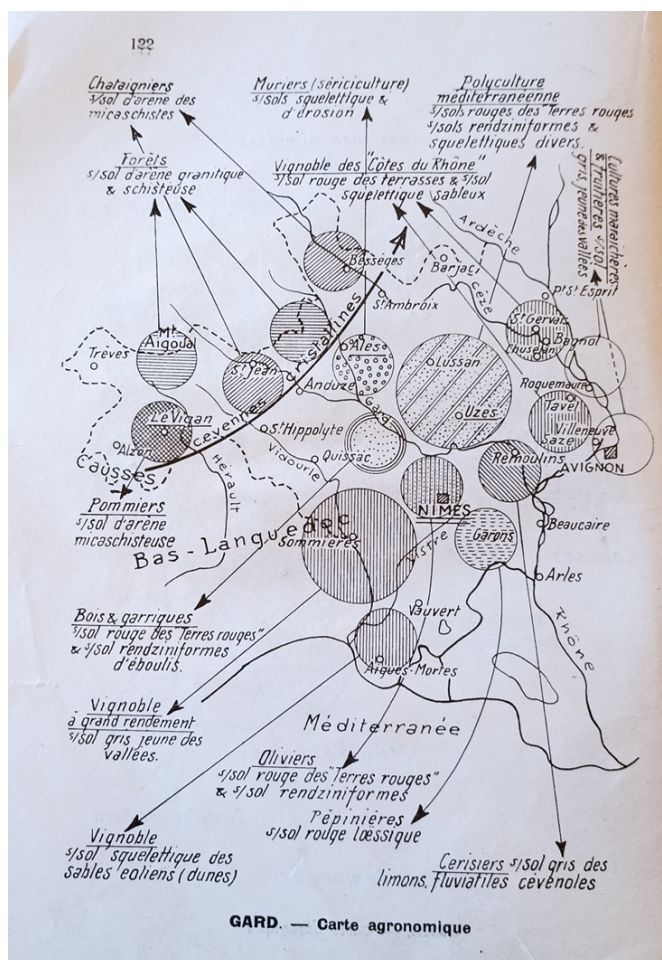 122
Chataigniers
s/sol d'arène des
micaschistes
Muriers (sériciculture)
s/sols squelettique &
d'érosion
Polyculture
méditerranéenne
s/sols rouges des "Terres rouges
s/sols rendziniformes &
squelettiques divers.
Forêts
s/sol d'arène granitique
& schisteuse
Vignoble des "Côtes du Rhône"
s/sol rouge des terrasses & s/sol
squelettique sableux
Cultures maraichères
& fruitières s/sol
gris jeune des vallées
Ardèche
Bessèges
Barjac
Cèze
Pt St Esprit
St Ambroix
St Gervais
Chusclan
Bagnol
Mt
Aigoual
Trèves
Alès
Lussan
St Jean
Anduze
Cevennes cristallines
Gard
Roquemaure
Tavel
Uzès
Le Vigan
St Hippolyte
Villeneuve
Saze
Alzon
Quissac
Vidourle
Remoulins
AVIGNON
Causses
Hérault
Pommiers
s/sol d'arène
micaschisteuse
NIMES
Bas-Languedoc
Sommières
Vistre
Garons
Beaucaire
Arles
Bois & garrigues
s/sol rouge des "Terres rouges"
& s/sol rendziniformes
d'éboulis.
Vauvert
Rhône
Aigues-Mortes
Vignoble
à grand rendement
s/sol gris jeune des
vallées.
Méditerranée
Oliviers
s/sol rouge des "Terres rouges"
& s/sol rendziniformes
Pépinières
s/sol rouge lœssique
Vignoble
s/sol squelettique des
sables eoliens (dunes)
Cerisiers s/sol gris des
limons, fluviatiles cévenoles
GARD. — Carte agronomique